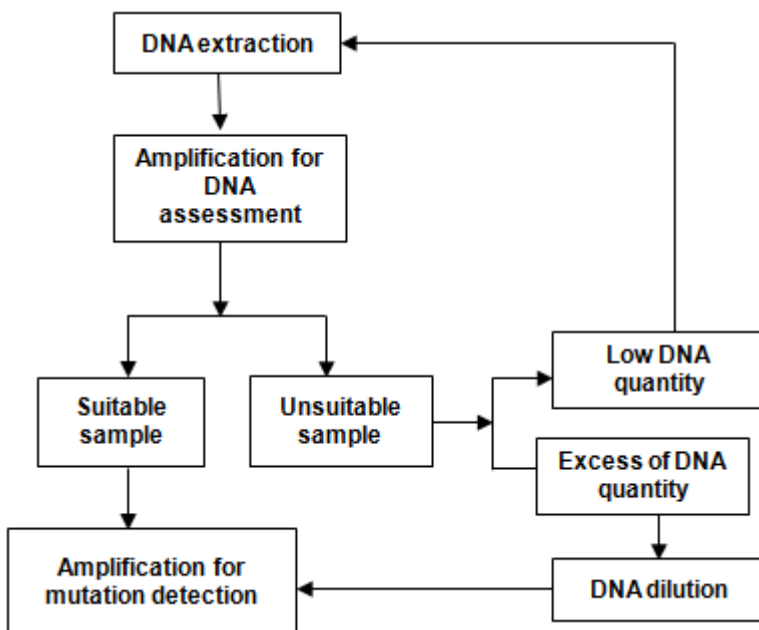 DNA extraction
Amplification for
DNA
assessment
Suitable
sample
Unsuitable
sample
Low DNA
quantity
Excess of DNA
quantity
Amplification for
mutation detection
DNA dilution